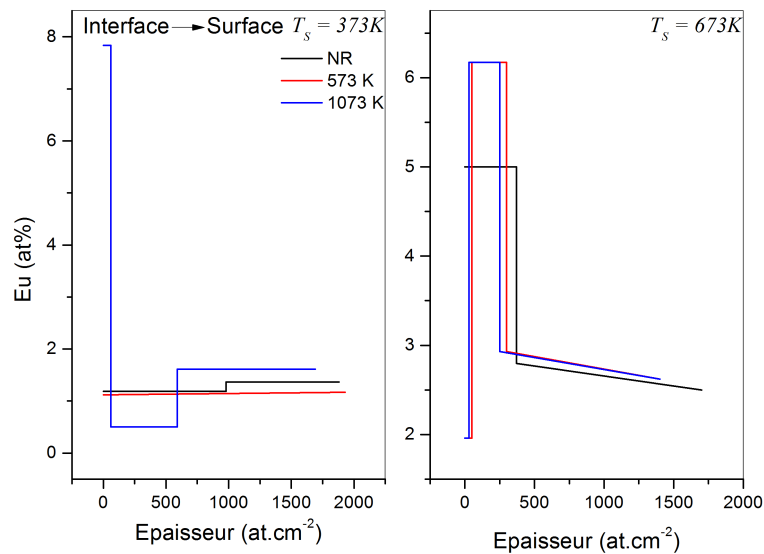 Interface → Surface T_S = 373K
NR
573 K
1073 K
8
6
4
2
0
Eu (at%)
0 500 1000 1500 2000
Epaisseur (at.cm⁻²)
T_S = 673K
6
5
4
3
2
0 500 1000 1500 2000
Epaisseur (at.cm⁻²)